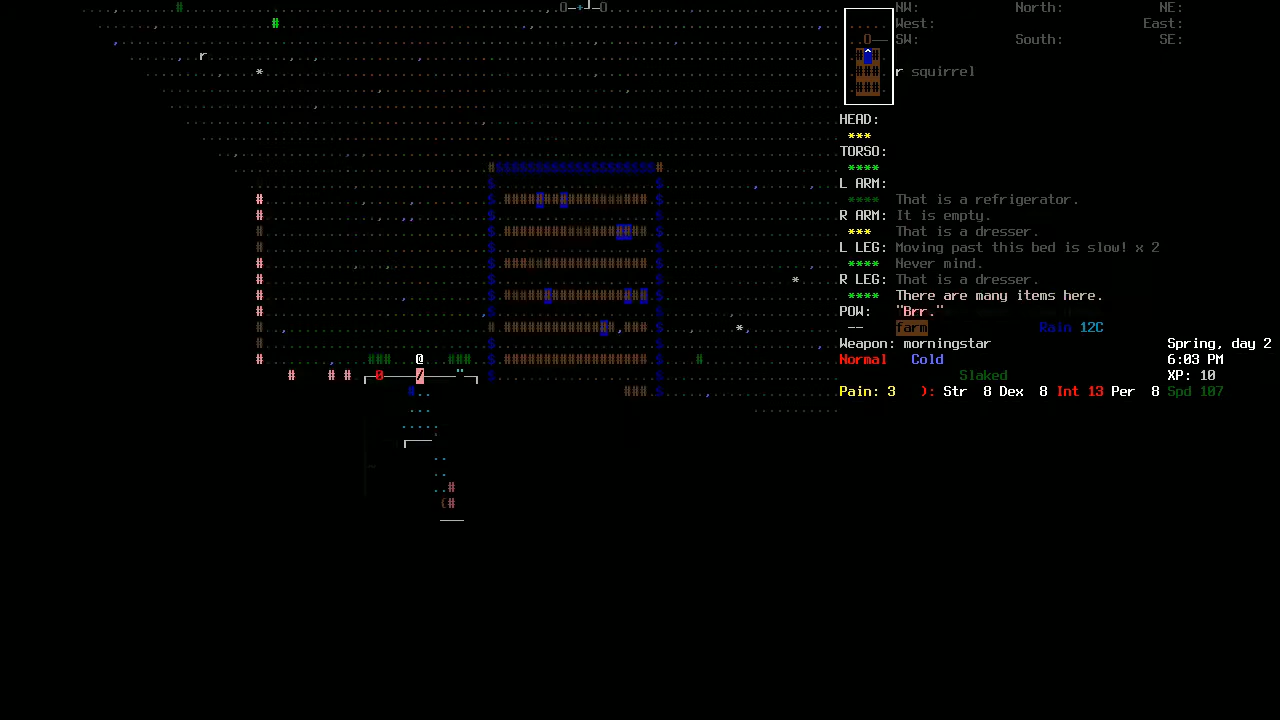 NW: North: NE:
West: East:
SW: South: SE:
r squirrel
HEAD:
***
TORSO:
****
L ARM:
**** That is a refrigerator.
R ARM: It is empty.
*** That is a dresser.
L LEG: Moving past this bed is slow! x 2
**** Never mind.
R LEG: That is a dresser.
**** There are many items here.
POW: "Brr."
-- farm Rain 12C
Weapon: morningstar Spring, day 2
Normal Cold 6:03 PM
Slaked XP: 10
Pain: 3 ): Str 8 Dex 8 Int 13 Per 8 Spd 107